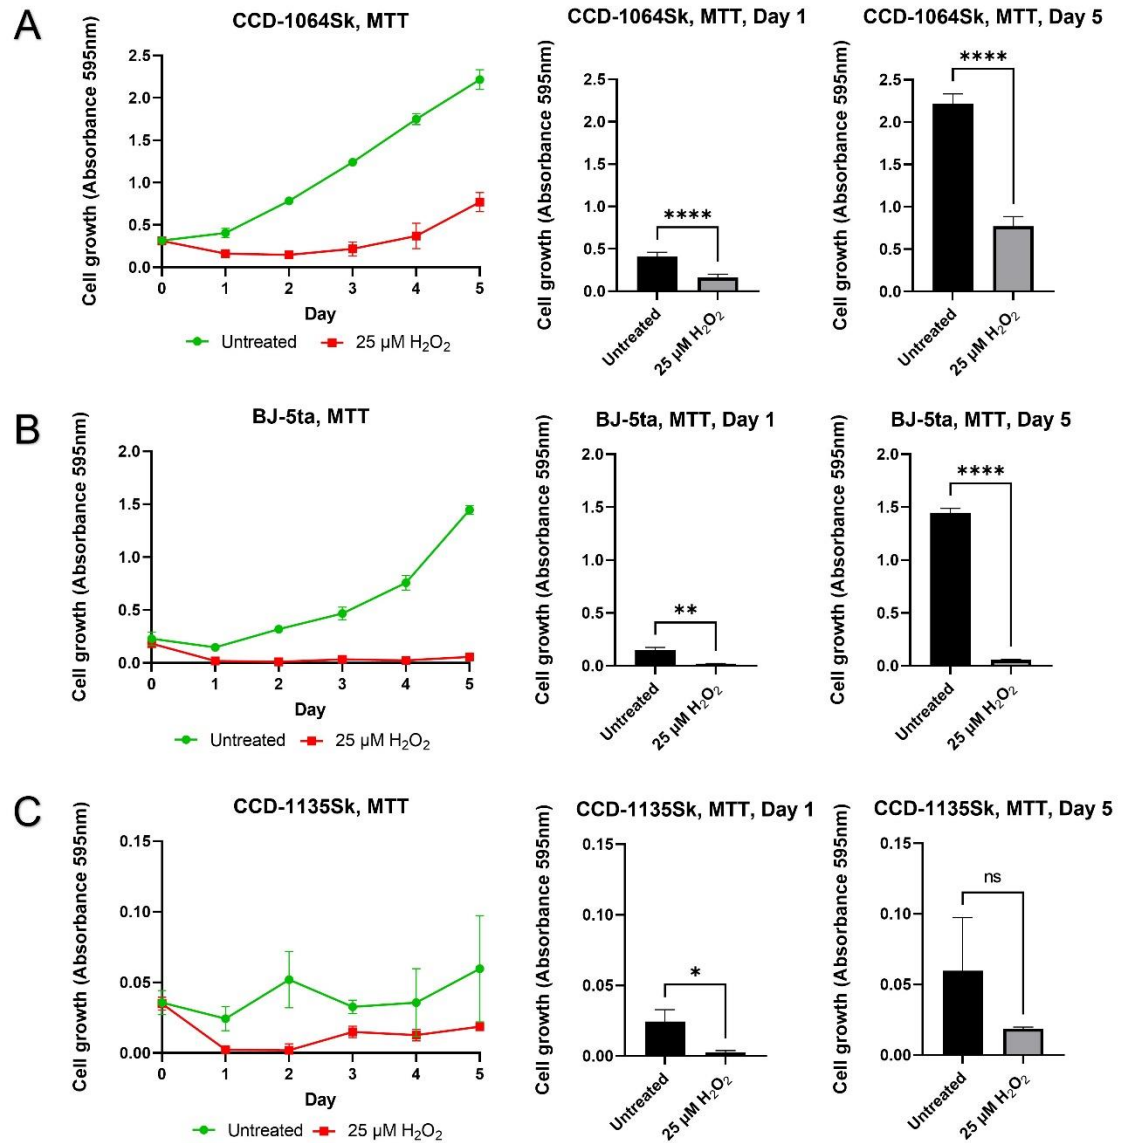 A
CCD-1064Sk, MTT
Cell growth (Absorbance 595nm)
2.5
2.0
1.5
1.0
0.5
0.0
0 1 2 3 4 5
Day
Untreated 25 µM H₂O₂
CCD-1064Sk, MTT, Day 1
Cell growth (Absorbance 595nm)
2.5
2.0
1.5
1.0
0.5
0.0
****
Untreated
25 µM H₂O₂
CCD-1064Sk, MTT, Day 5
Cell growth (Absorbance 595nm)
2.5
2.0
1.5
1.0
0.5
0.0
****
Untreated
25 µM H₂O₂
B
BJ-5ta, MTT
Cell growth (Absorbance 595nm)
2.0
1.5
1.0
0.5
0.0
0 1 2 3 4 5
Day
Untreated 25 µM H₂O₂
BJ-5ta, MTT, Day 1
Cell growth (Absorbance 595nm)
2.0
1.5
1.0
0.5
0.0
**
Untreated
25 µM H₂O₂
BJ-5ta, MTT, Day 5
Cell growth (Absorbance 595nm)
2.0
1.5
1.0
0.5
0.0
****
Untreated
25 µM H₂O₂
C
CCD-1135Sk, MTT
Cell growth (Absorbance 595nm)
0.15
0.10
0.05
0.00
0 1 2 3 4 5
Day
Untreated 25 µM H₂O₂
CCD-1135Sk, MTT, Day 1
Cell growth (Absorbance 595nm)
0.15
0.10
0.05
0.00
*
Untreated
25 µM H₂O₂
CCD-1135Sk, MTT, Day 5
Cell growth (Absorbance 595nm)
0.15
0.10
0.05
0.00
ns
Untreated
25 µM H₂O₂